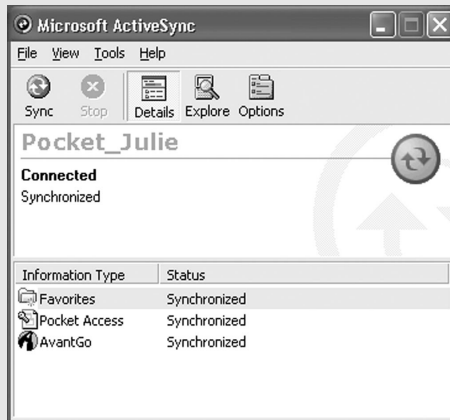 Microsoft ActiveSync
File View Tools Help
Sync Stop Details Explore Options
Pocket_Julie
Connected
Synchronized
Information Type Status
Favorites Synchronized
Pocket Access Synchronized
AvantGo Synchronized